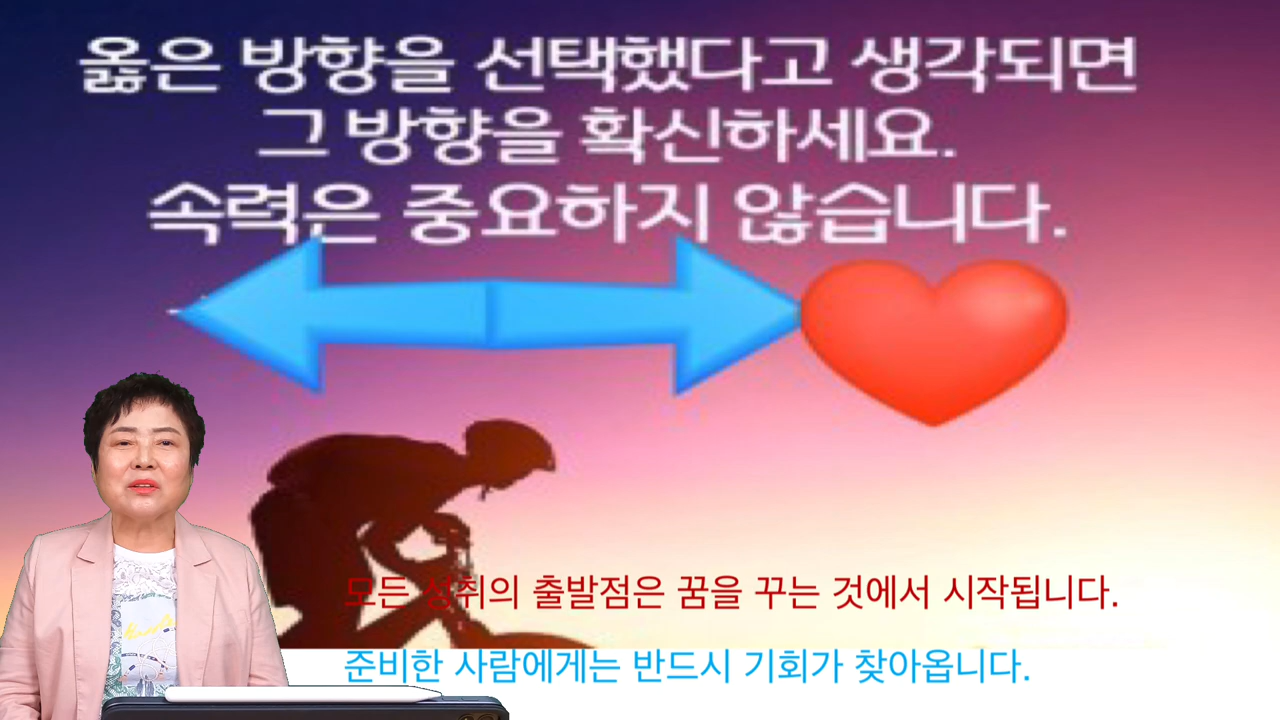 옳은 방향을 선택했다고 생각되면
그 방향을 확신하세요.
속력은 중요하지 않습니다.
모든 성취의 출발점은 꿈을 꾸는 것에서 시작됩니다.
준비한 사람에게는 반드시 기회가 찾아옵니다.